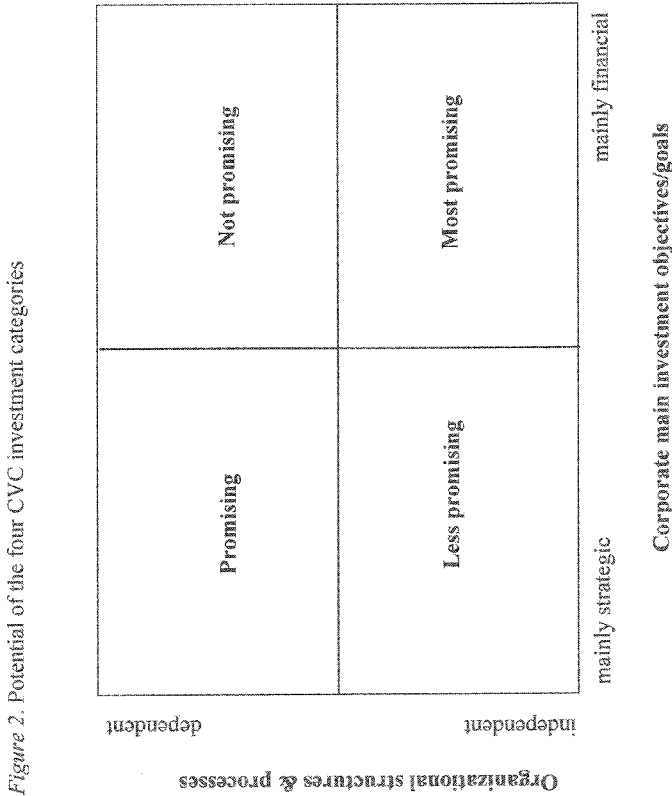 Figure 2. Potential of the four CVC investment categories
Organizational structures & processes
dependent
independent
Promising
Not promising
Less promising
Most promising
mainly strategic
mainly financial
Corporate main investment objectives/goals